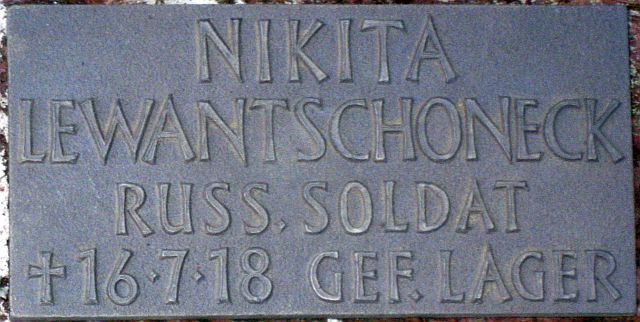 NIKITA
LEWANTSCHONECK
RUSS. SOLDAT
† 16·7·18 GEF. LAGER